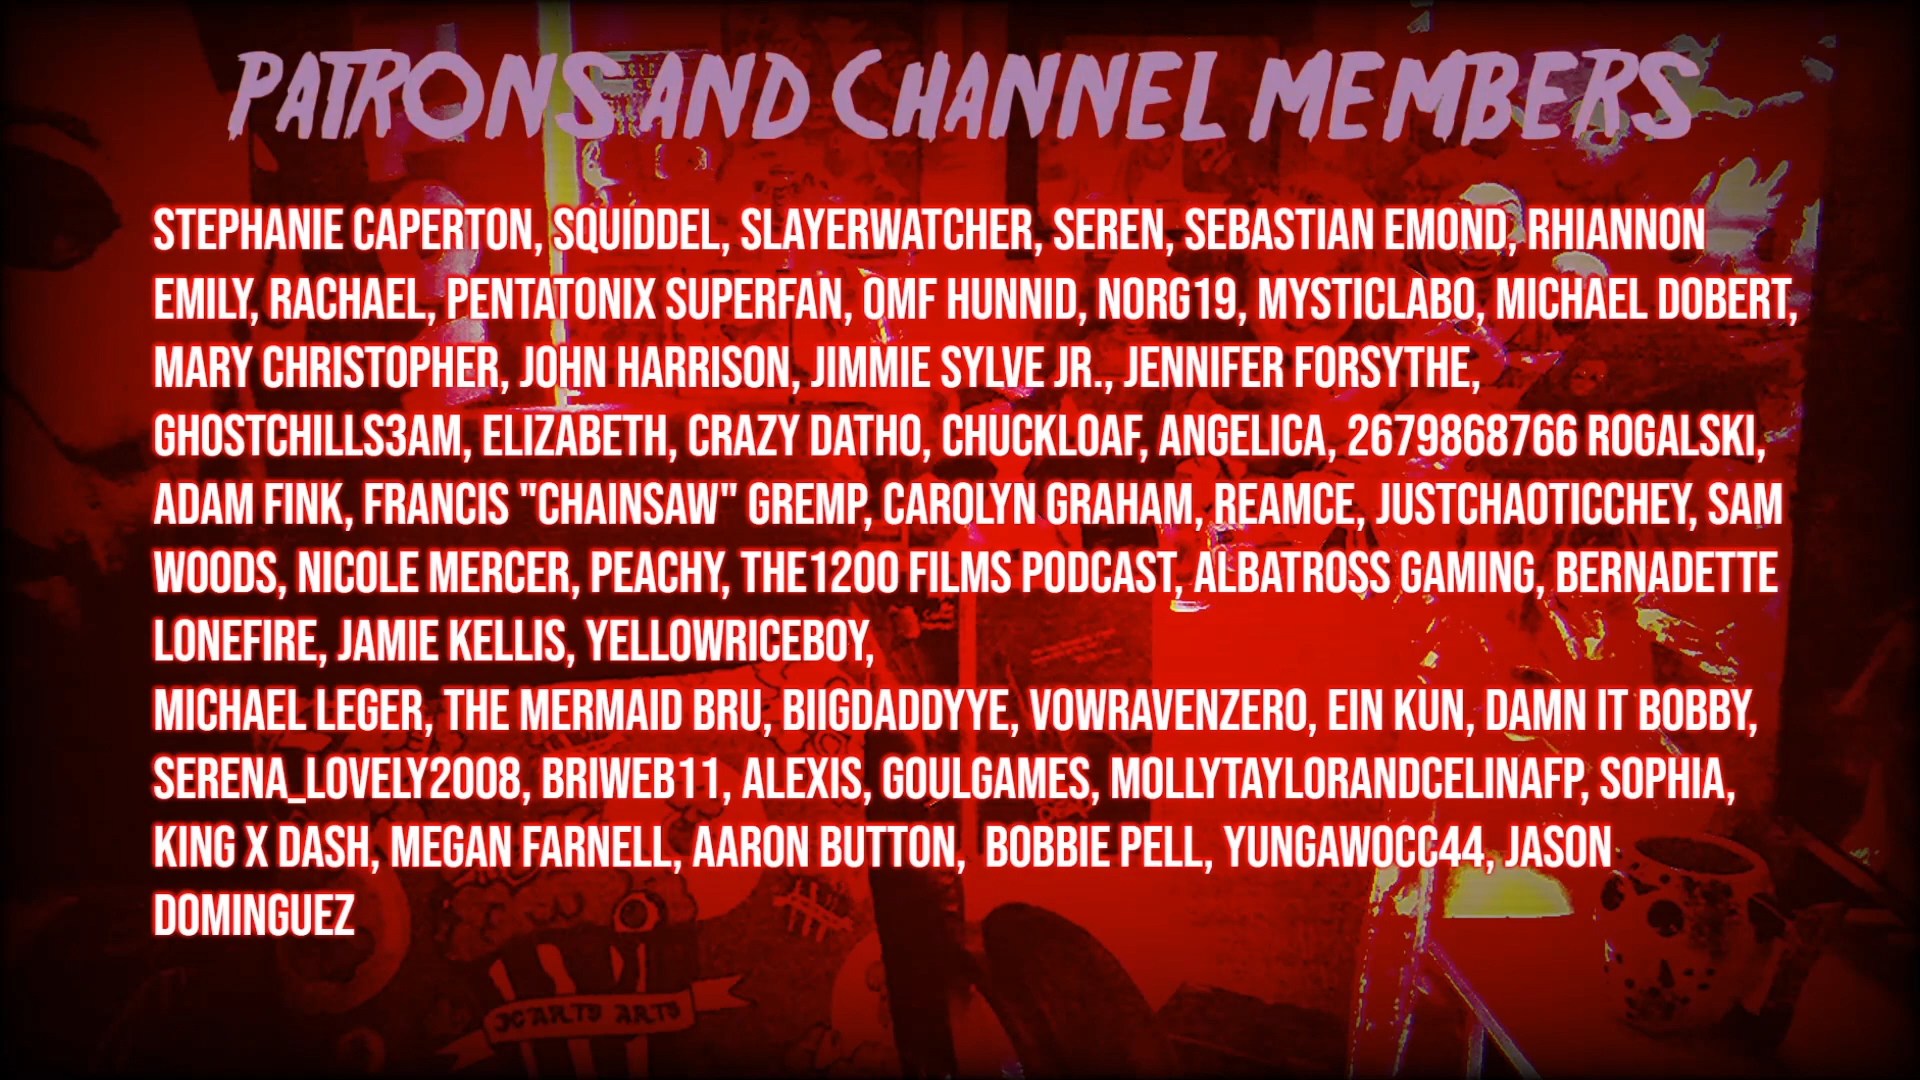 PATRONS AND CHANNEL MEMBERS
STEPHANIE CAPERTON, SQUIDDEL, SLAYERWATCHER, SEREN, SEBASTIAN EMOND, RHIANNON
EMILY, RACHAEL, PENTATONIX SUPERFAN, OMF HUNNID, NORG19, MYSTICLABO, MICHAEL DOBERT,
MARY CHRISTOPHER, JOHN HARRISON, JIMMIE SYLVE JR., JENNIFER FORSYTHE,
GHOSTCHILLS3AM, ELIZABETH, CRAZY DATHO, CHUCKLOAF, ANGELICA, 2679868766 ROGALSKI,
ADAM FINK, FRANCIS "CHAINSAW" GREMP, CAROLYN GRAHAM, REAMCE, JUSTCHAOTICCHEY, SAM
WOODS, NICOLE MERCER, PEACHY, THE1200 FILMS PODCAST, ALBATROSS GAMING, BERNADETTE
LONEFIRE, JAMIE KELLIS, YELLOWRICEBOY,
MICHAEL LEGER, THE MERMAID BRU, BIIGDADDYYE, VOWRAVENZERO, EIN KUN, DAMN IT BOBBY,
SERENA_LOVELY2008, BRIWEB11, ALEXIS, GOULGAMES, MOLLYTAYLORANDCELINAFP, SOPHIA,
KING X DASH, MEGAN FARNELL, AARON BUTTON, BOBBIE PELL, YUNGAWOCC44, JASON
DOMINGUEZ
ARTS